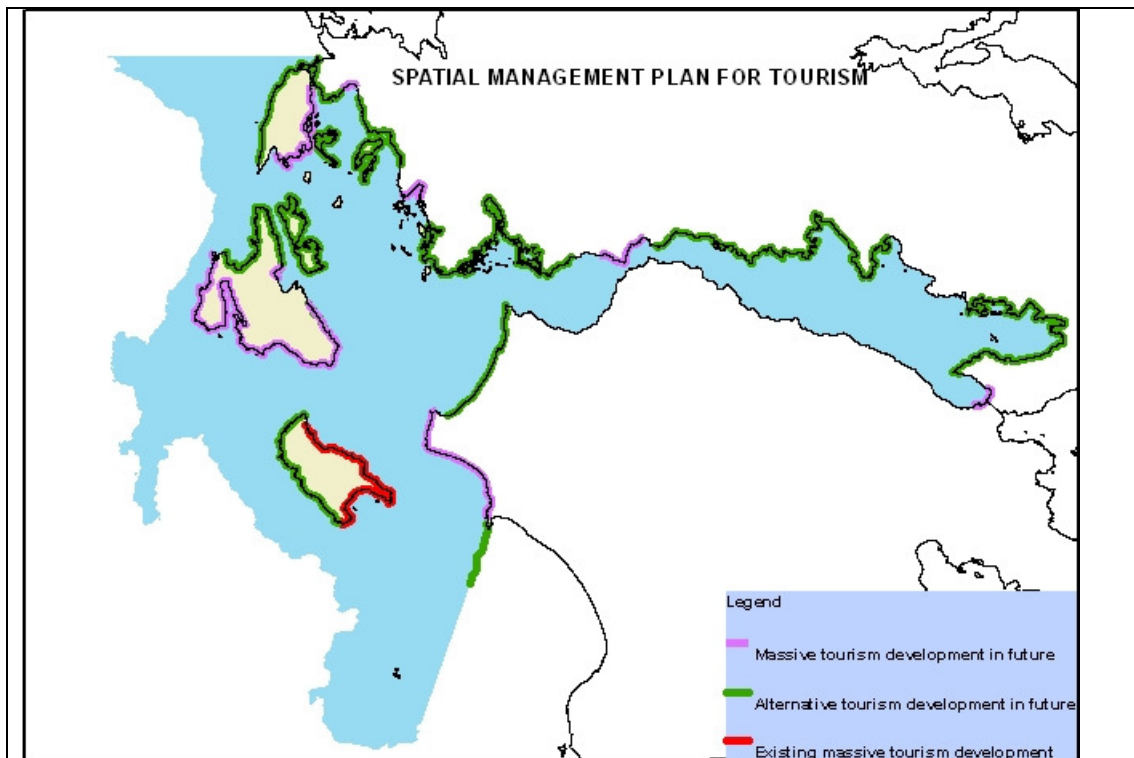 SPATIAL MANAGEMENT PLAN FOR TOURISM
Legend
Massive tourism development in future
Alternative tourism development in future
Existing massive tourism development